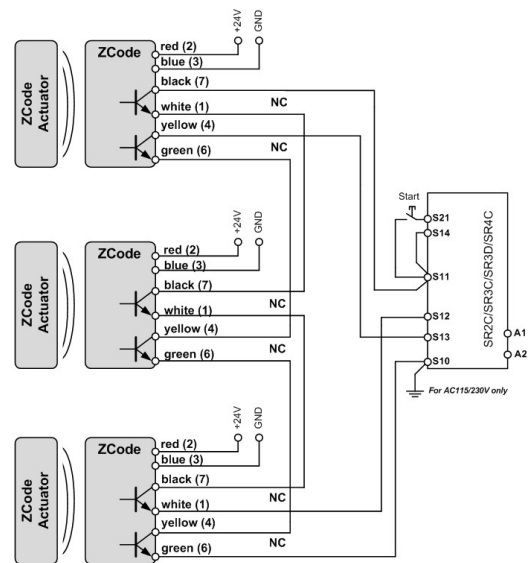 +24V
GND
ZCode
Actuator
ZCode
red (2)
blue (3)
black (7)
white (1)
NC
yellow (4)
NC
green (6)
+24V
GND
ZCode
Actuator
ZCode
red (2)
blue (3)
black (7)
white (1)
NC
yellow (4)
NC
green (6)
+24V
GND
ZCode
Actuator
ZCode
red (2)
blue (3)
black (7)
white (1)
NC
yellow (4)
NC
green (6)
Start
S21
S14
S11
S12
S13
S10
SR2C/SR3C/SR3D/SR4C
A1
A2
For AC115/230V only